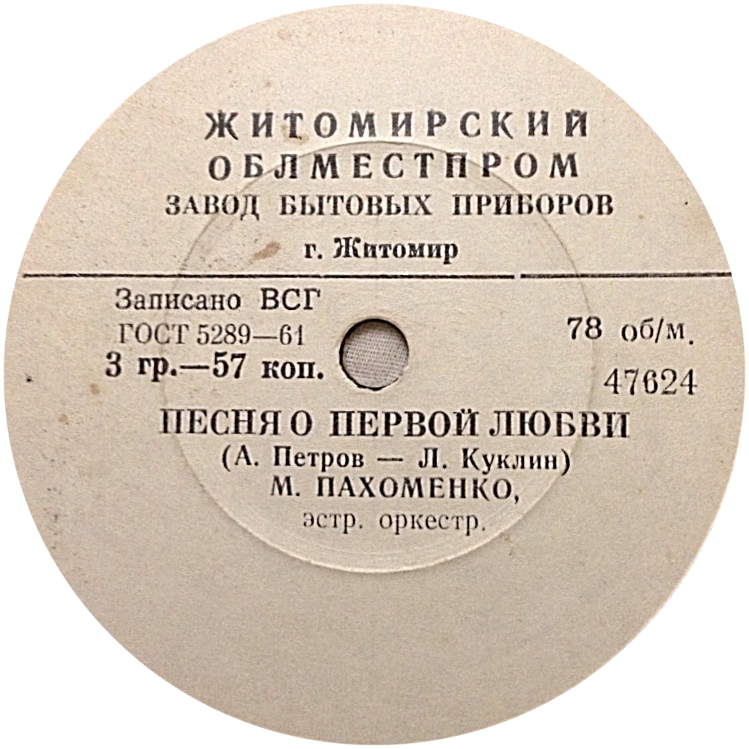 ЖИТОМИРСКИЙ
ОБЛМЕСТПРОМ
ЗАВОД БЫТОВЫХ ПРИБОРОВ
г. Житомир
Записано ВСГ
78 об/м.
ГОСТ 5289—61
3 гр.—57 коп.
47624
ПЕСНЯ О ПЕРВОЙ ЛЮБВИ
(А. Петров — Л. Куклин)
М. ПАХОМЕНКО,
эстр. оркестр.